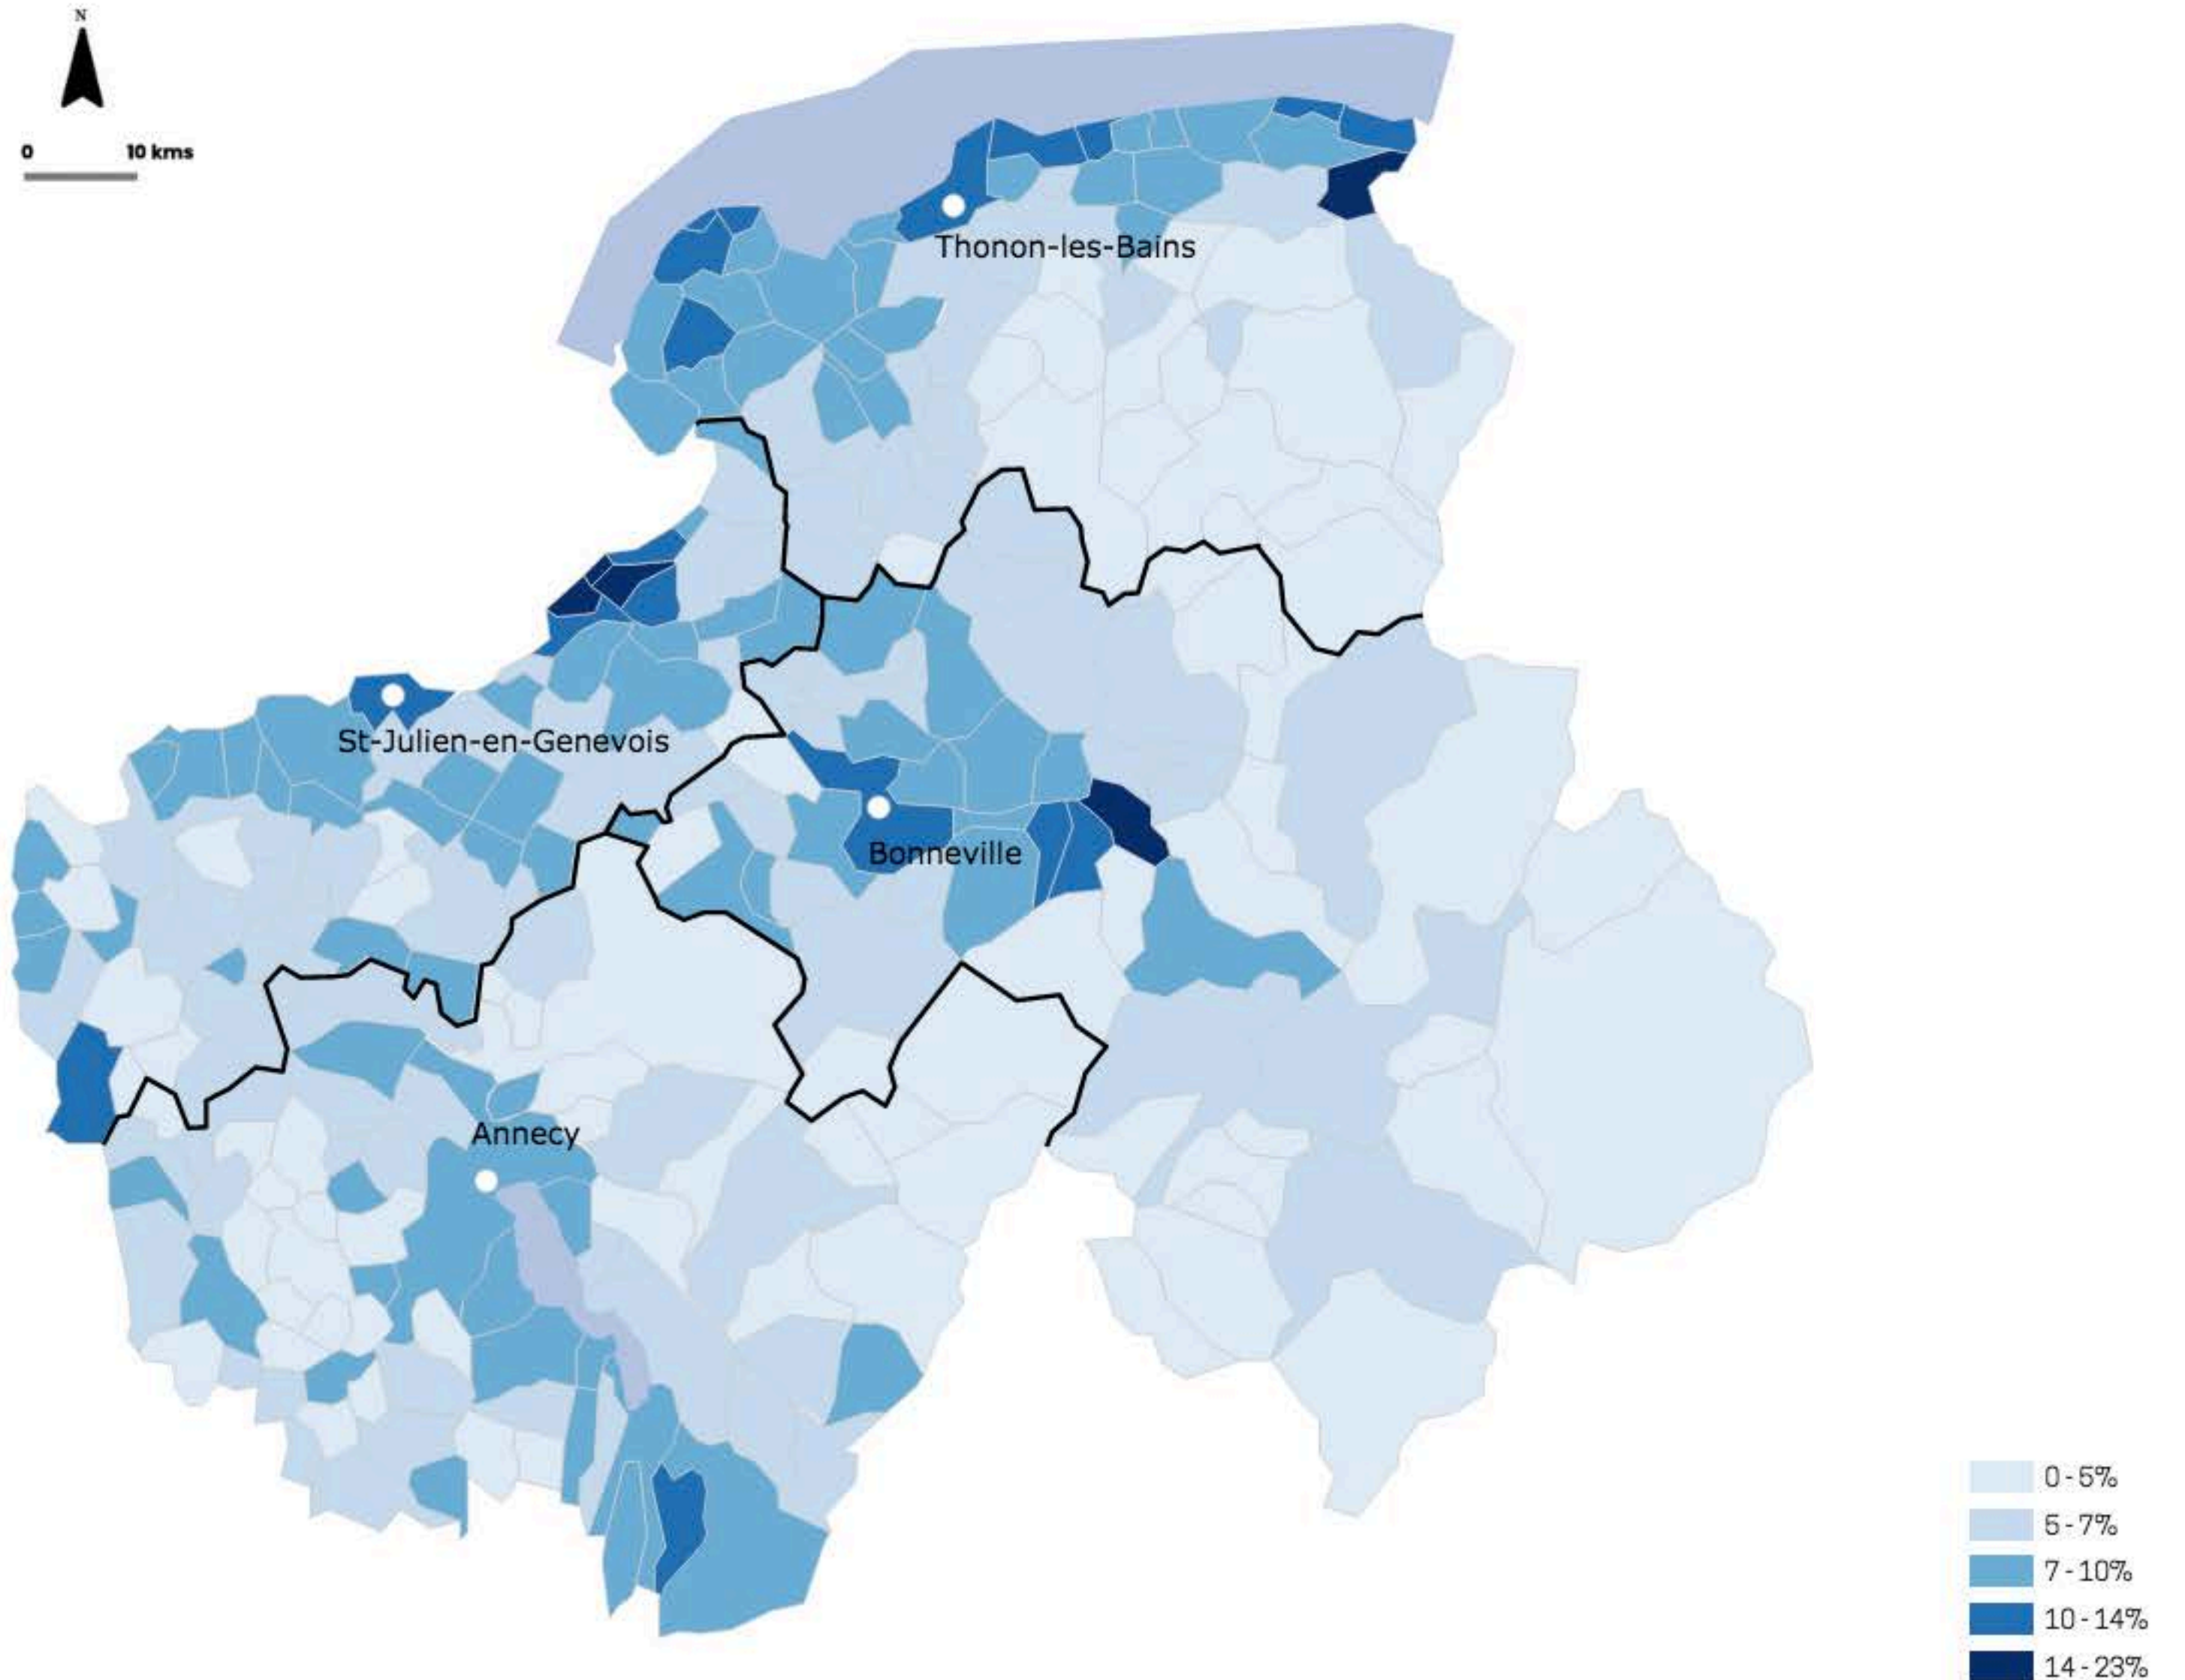 N
0 10 kms
Thonon-les-Bains
St-Julien-en-Genevois
Bonneville
Annecy
0-5%
5-7%
7-10%
10-14%
14-23%